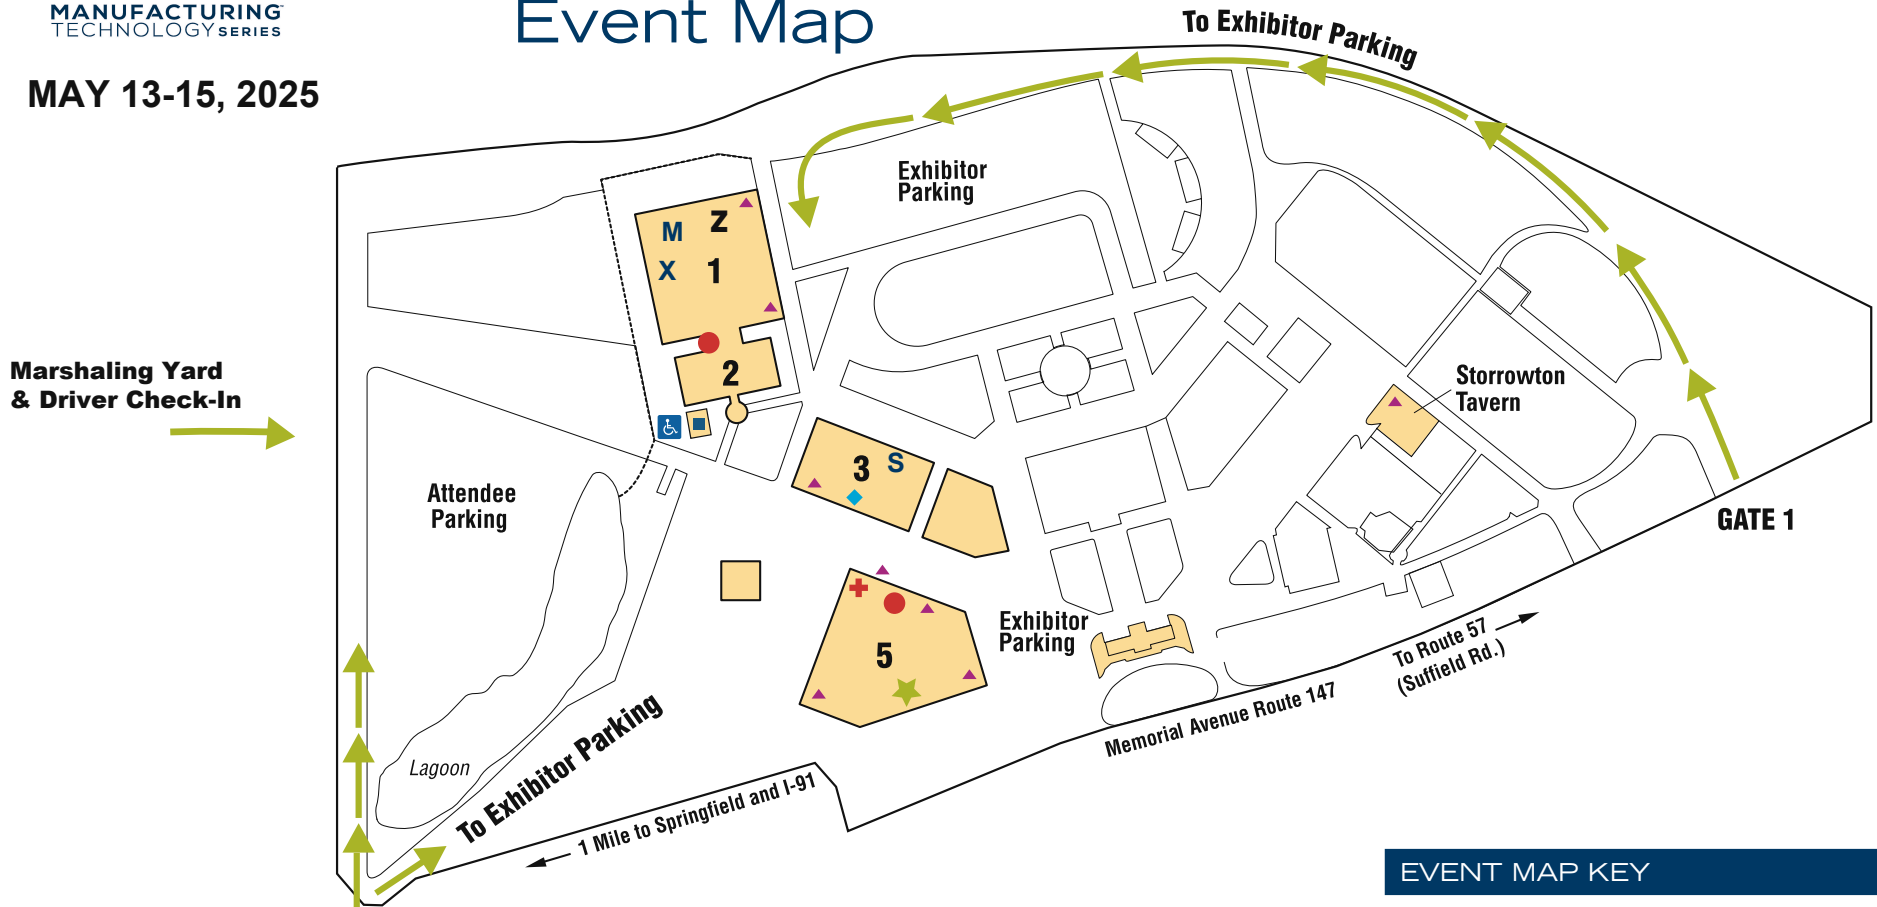 MANUFACTURING
TECHNOLOGY SERIES
Event Map
MAY 13-15, 2025
To Exhibitor Parking
Exhibitor
Parking
M
Z
X
1
2
Marshaling Yard
& Driver Check-In
Storrowton
Tavern
3
S
Attendee
Parking
GATE 1
5
Exhibitor
Parking
To Route 57
(Suffield Rd.)
Memorial Avenue Route 147
Lagoon
To Exhibitor Parking
1 Mile to Springfield and I-91
EVENT MAP KEY